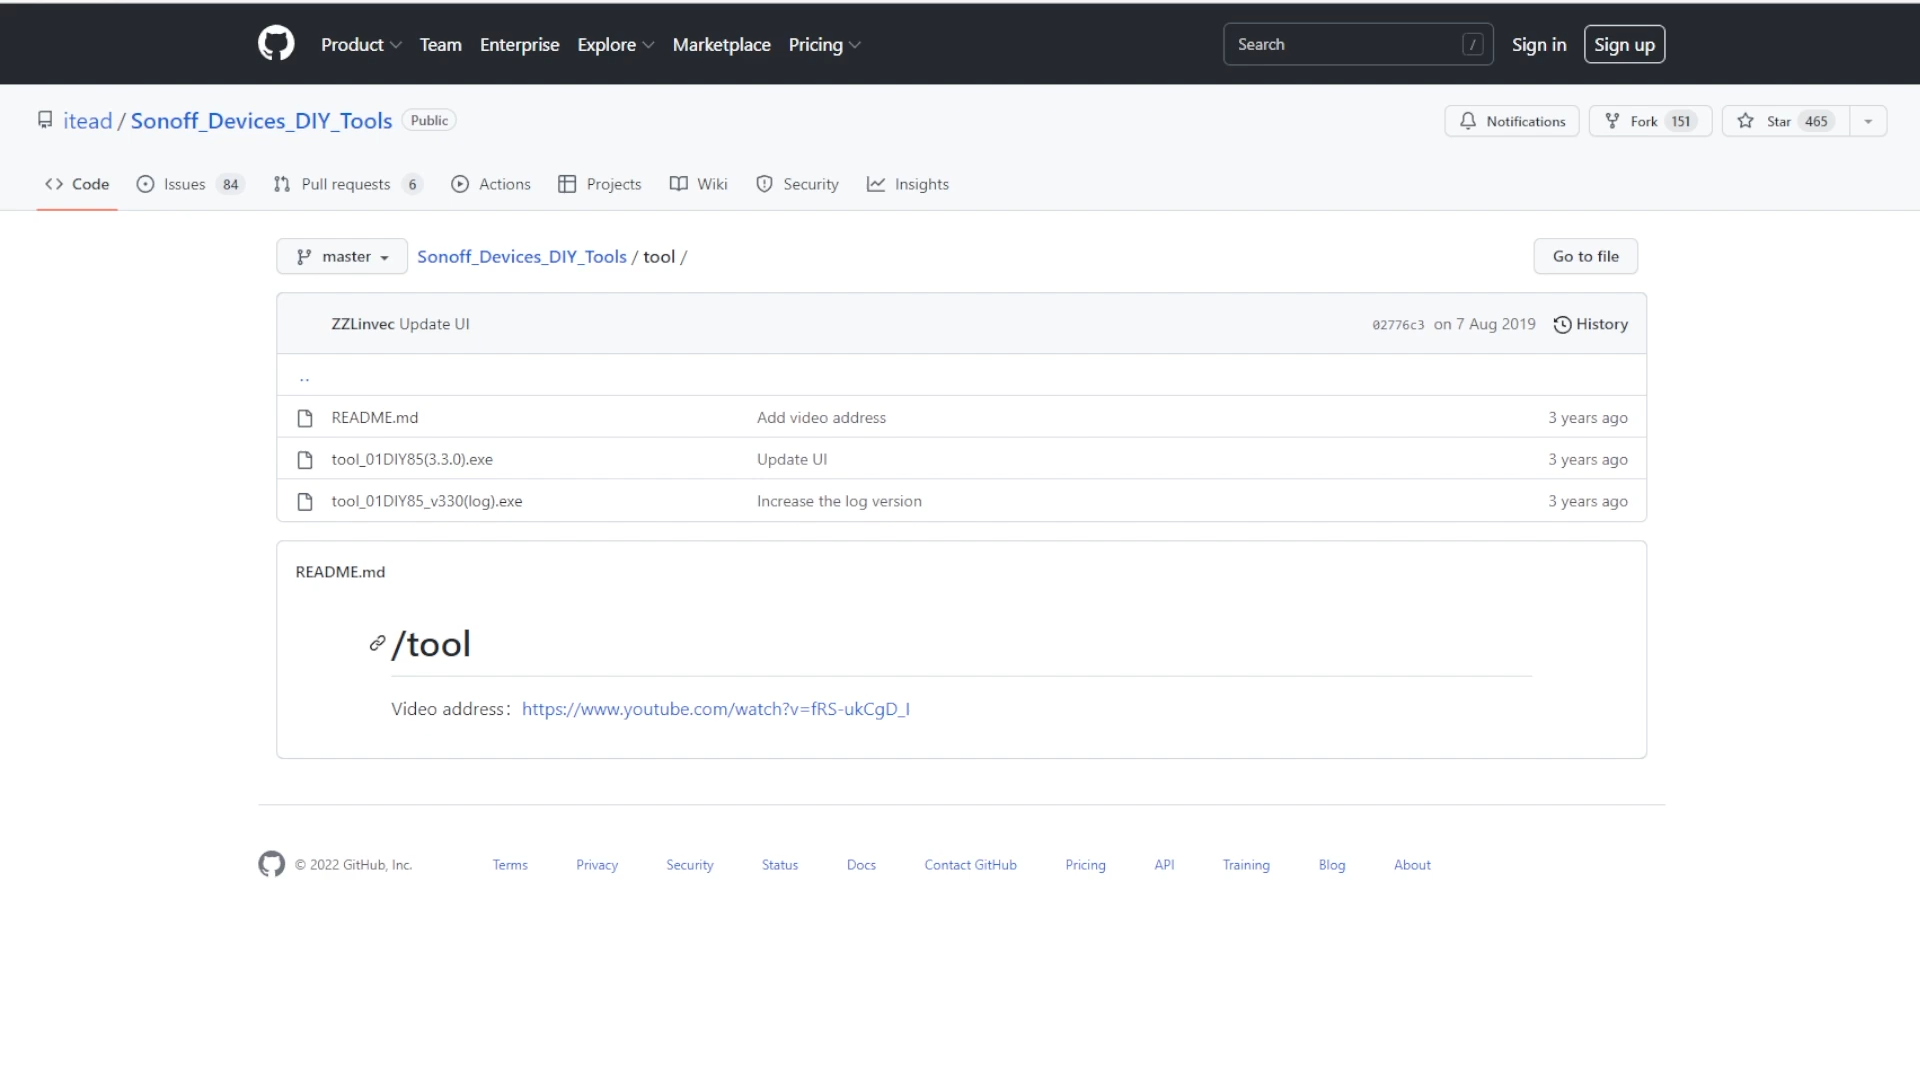 Product Team Enterprise Explore Marketplace Pricing Search / Sign in Sign up
itead / Sonoff_Devices_DIY_Tools Public Notifications Fork 151 Star 465
Code Issues 84 Pull requests 6 Actions Projects Wiki Security Insights
master Sonoff_Devices_DIY_Tools / tool / Go to file
ZZLinvec Update UI 02776c3 on 7 Aug 2019 History
..
README.md Add video address 3 years ago
tool_01DIY85(3.3.0).exe Update UI 3 years ago
tool_01DIY85_v330(log).exe Increase the log version 3 years ago
README.md
/tool
Video address： https://www.youtube.com/watch?v=fRS-ukCgD_I
© 2022 GitHub, Inc. Terms Privacy Security Status Docs Contact GitHub Pricing API Training Blog About